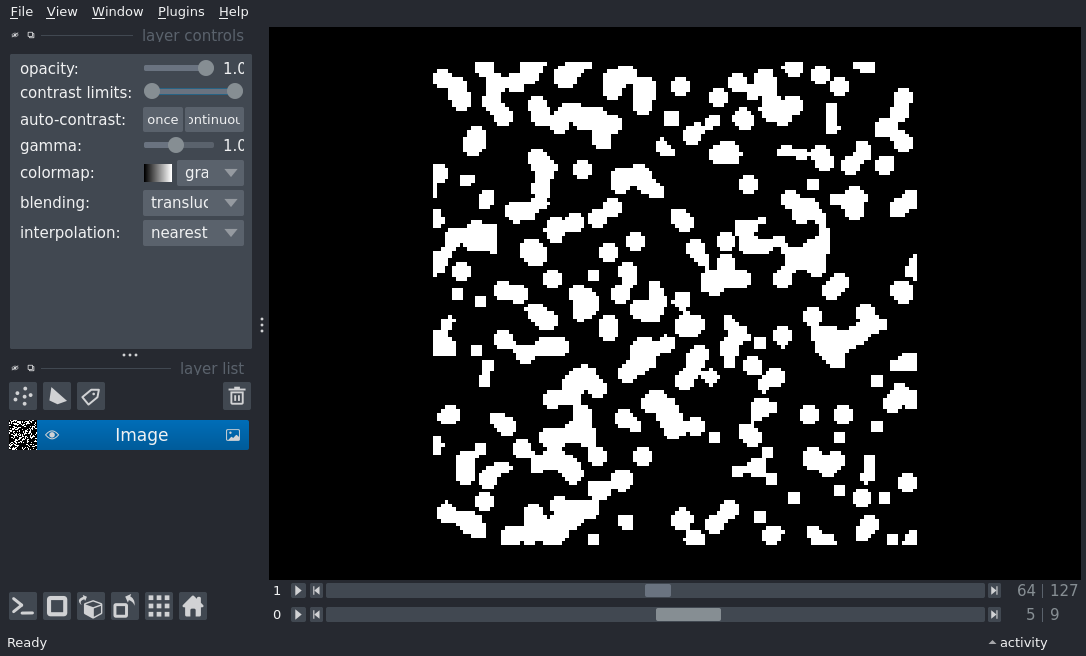 File View Window Plugins Help
layer controls
opacity: 1.0
contrast limits:
auto-contrast: once ontinuou
gamma: 1.0
colormap: gra
blending: transluc
interpolation: nearest
layer list
Image
1 64 | 127
0 5 | 9
Ready activity